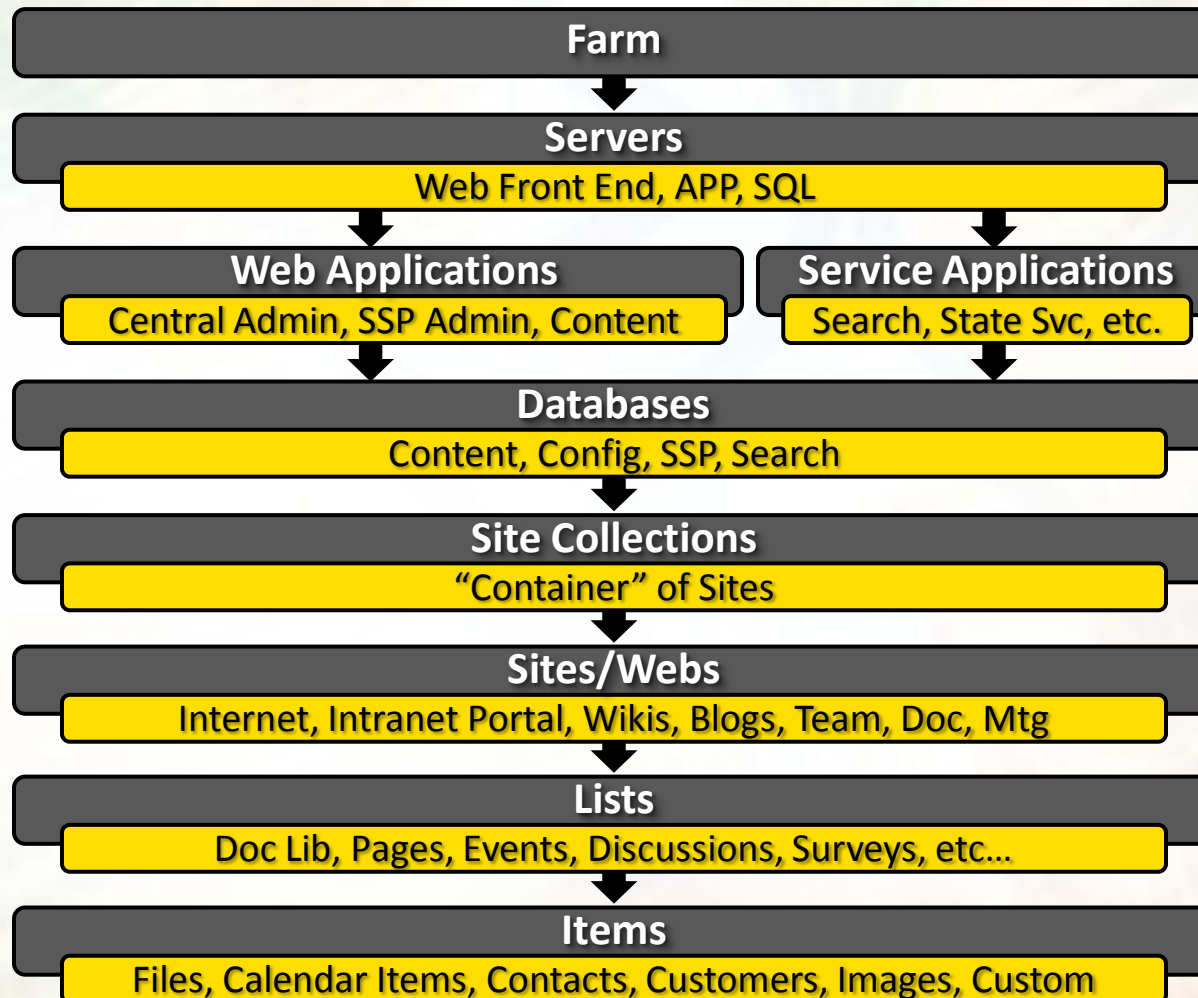 Farm
Servers
Web Front End, APP, SQL
Web Applications
Central Admin, SSP Admin, Content
Service Applications
Search, State Svc, etc.
Databases
Content, Config, SSP, Search
Site Collections
“Container” of Sites
Sites/Webs
Internet, Intranet Portal, Wikis, Blogs, Team, Doc, Mtg
Lists
Doc Lib, Pages, Events, Discussions, Surveys, etc…
Items
Files, Calendar Items, Contacts, Customers, Images, Custom